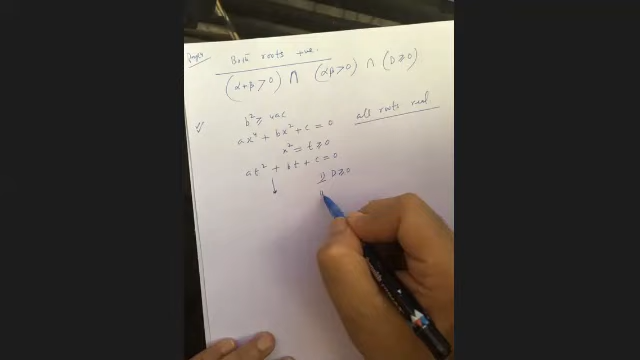 Both roots +ve.
(α+β>0) ∩ (αβ>0) ∩ (D≥0)
b² ≥ 4ac
ax⁴ + bx² + c = 0 all roots real
x² = t ≥ 0
at² + bt + c = 0
D≥0